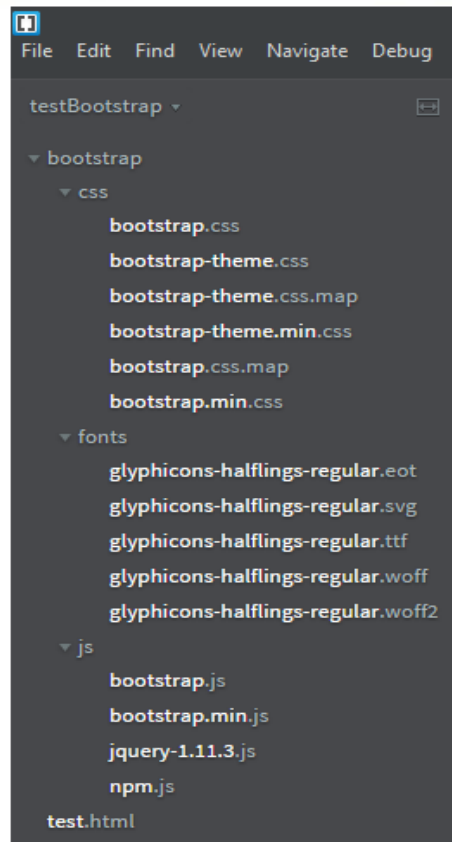 File Edit Find View Navigate Debug
testBootstrap
bootstrap
css
bootstrap.css
bootstrap-theme.css
bootstrap-theme.css.map
bootstrap-theme.min.css
bootstrap.css.map
bootstrap.min.css
fonts
glyphicons-halflings-regular.eot
glyphicons-halflings-regular.svg
glyphicons-halflings-regular.ttf
glyphicons-halflings-regular.woff
glyphicons-halflings-regular.woff2
js
bootstrap.js
bootstrap.min.js
jquery-1.11.3.js
npm.js
test.html